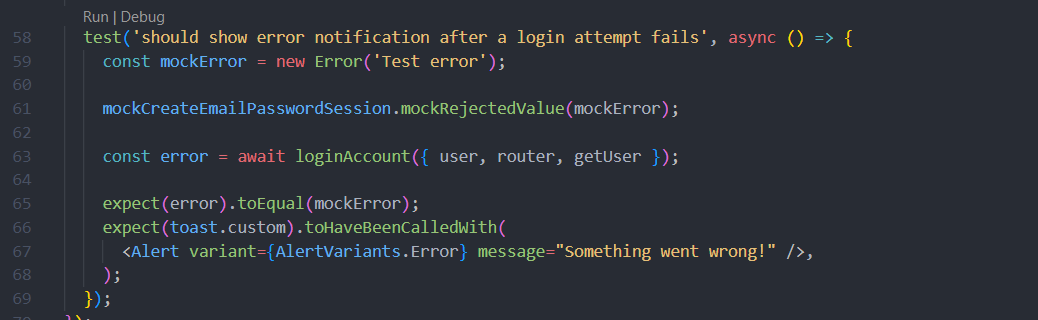 Run | Debug
58 test('should show error notification after a login attempt fails', async () => {
59 const mockError = new Error('Test error');
60
61 mockCreateEmailPasswordSession.mockRejectedValue(mockError);
62
63 const error = await loginAccount({ user, router, getUser });
64
65 expect(error).toEqual(mockError);
66 expect(toast.custom).toHaveBeenCalledWith(
67 <Alert variant={AlertVariants.Error} message="Something went wrong!" />,
68 );
69 });
70 });